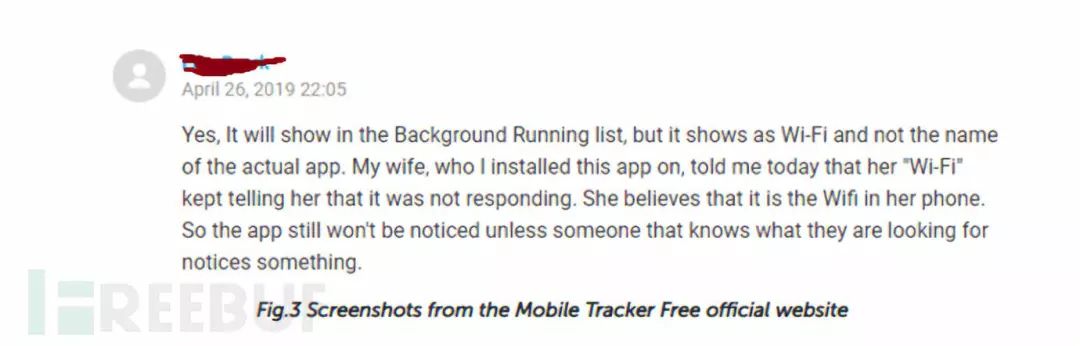 April 26, 2019 22:05
Yes, It will show in the Background Running list, but it shows as Wi-Fi and not the name
of the actual app. My wife, who I installed this app on, told me today that her "Wi-Fi"
kept telling her that it was not responding. She believes that it is the Wifi in her phone.
So the app still won't be noticed unless someone that knows what they are looking for
notices something.
Fig.3 Screenshots from the Mobile Tracker Free official website
FREEBUF